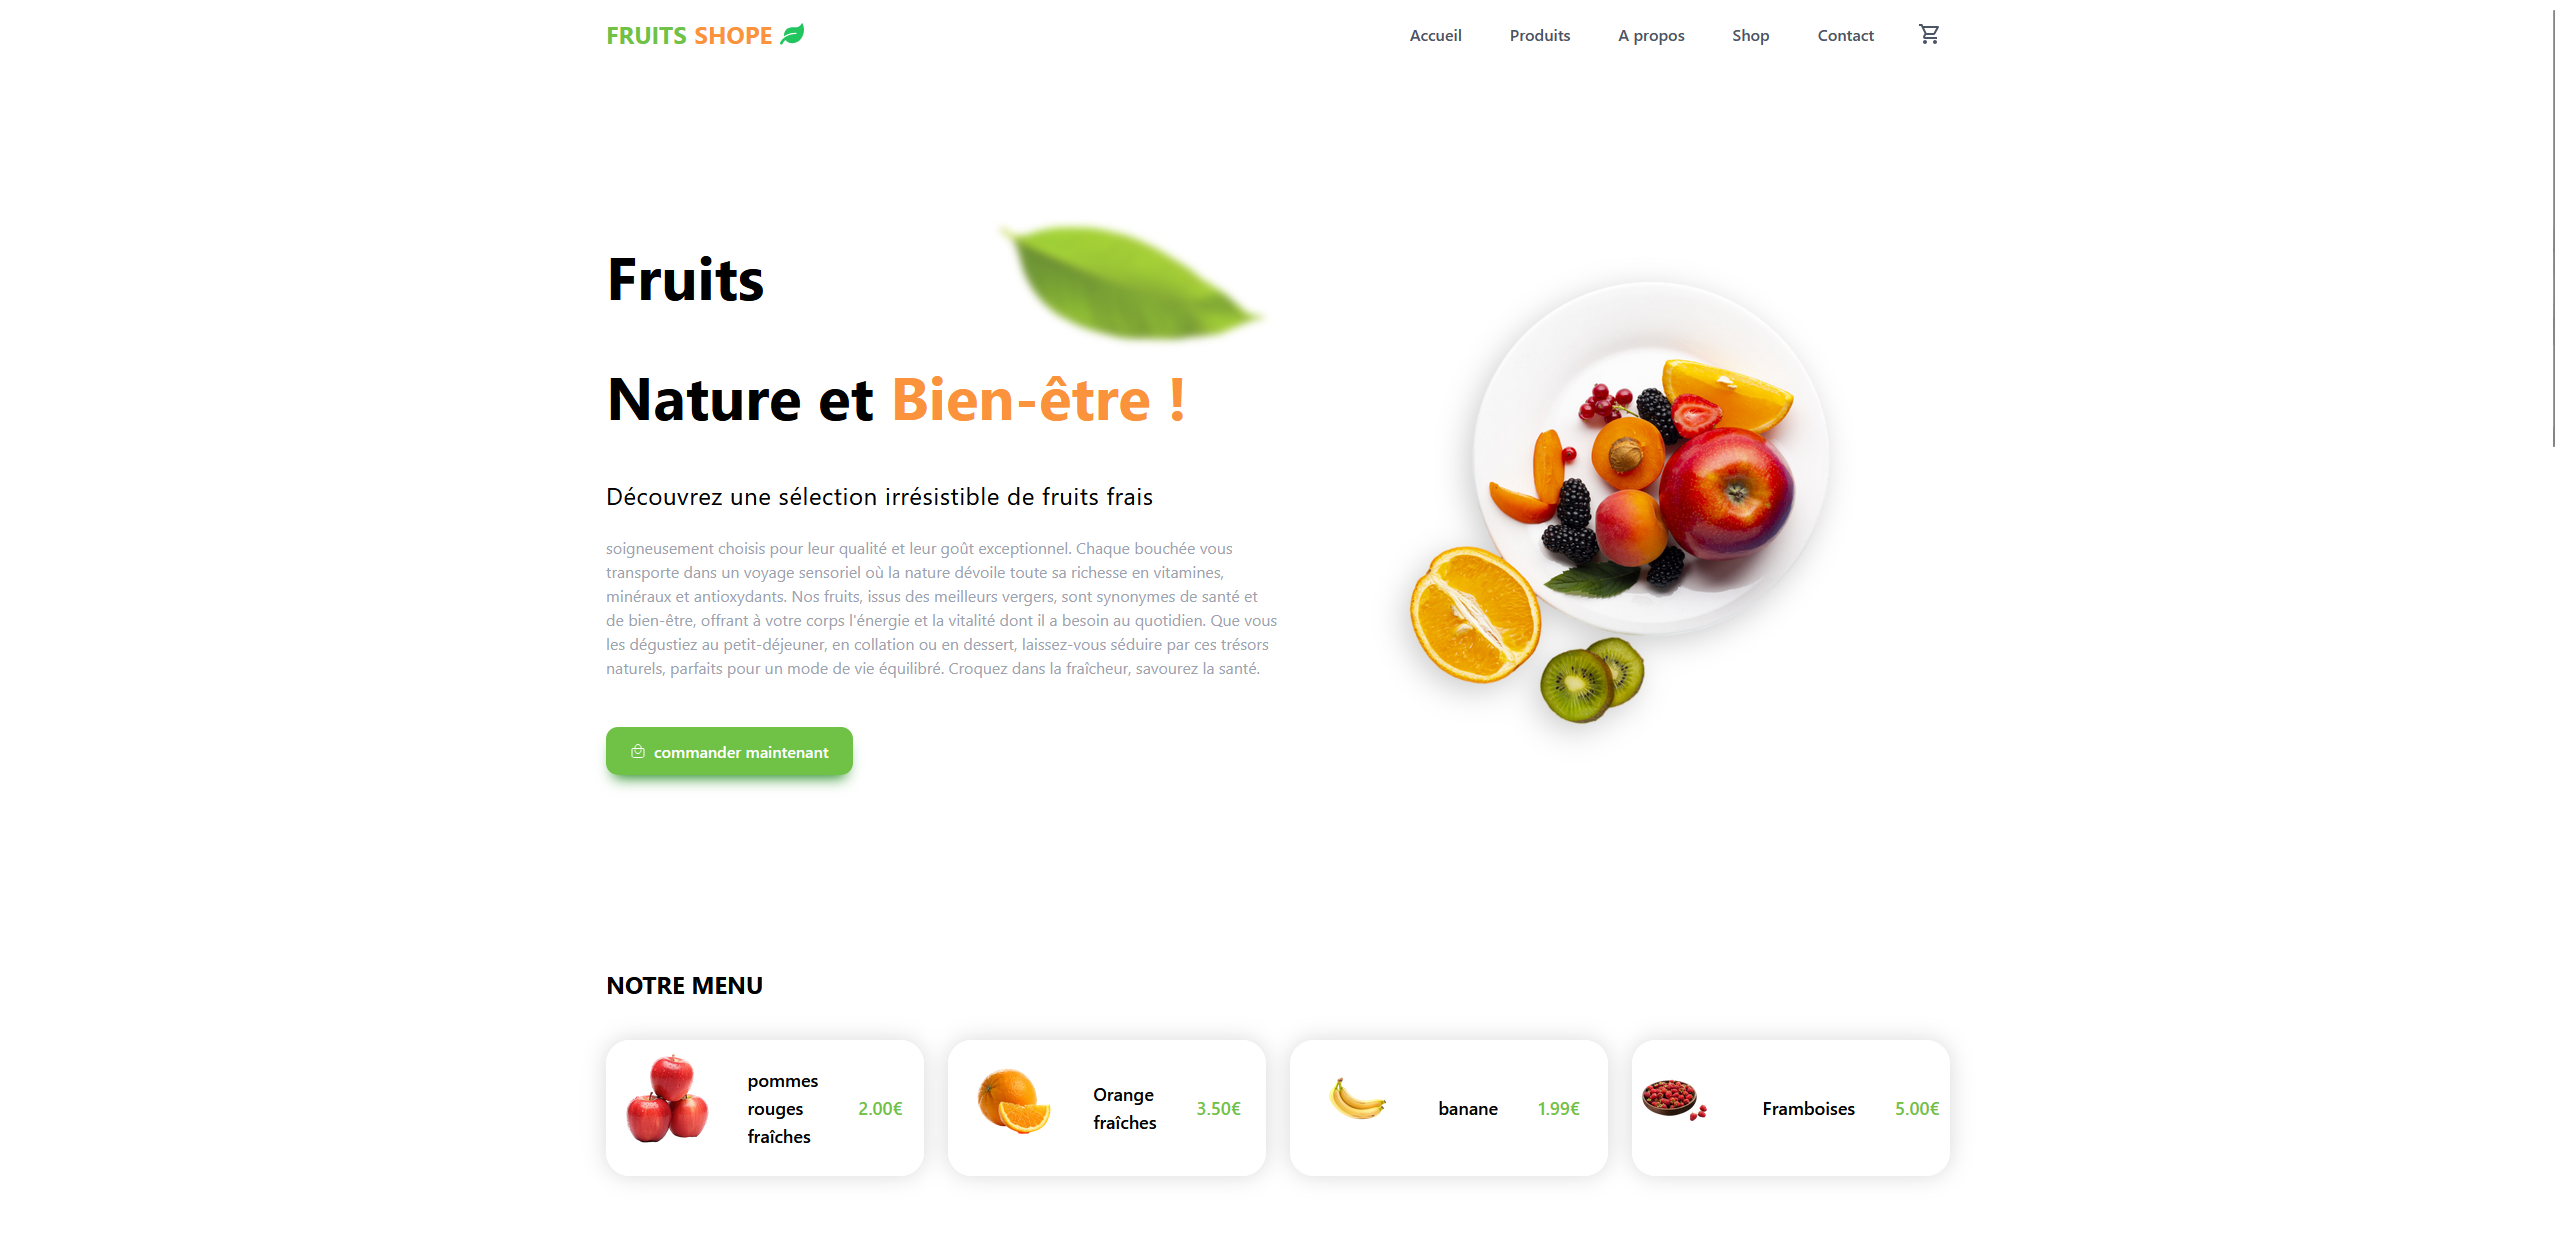 FRUITS SHOPE
Accueil Produits A propos Shop Contact
Fruits
Nature et Bien-être !
Découvrez une sélection irrésistible de fruits frais
soigneusement choisis pour leur qualité et leur goût exceptionnel. Chaque bouchée vous
transporte dans un voyage sensoriel où la nature dévoile toute sa richesse en vitamines,
minéraux et antioxydants. Nos fruits, issus des meilleurs vergers, sont synonymes de santé et
de bien-être, offrant à votre corps l'énergie et la vitalité dont il a besoin au quotidien. Que vous
les dégustiez au petit-déjeuner, en collation ou en dessert, laissez-vous séduire par ces trésors
naturels, parfaits pour un mode de vie équilibré. Croquez dans la fraîcheur, savourez la santé.
commander maintenant
NOTRE MENU
pommes
rouges
fraîches
2.00€
Orange
fraîches
3.50€
banane
1.99€
Framboises
5.00€